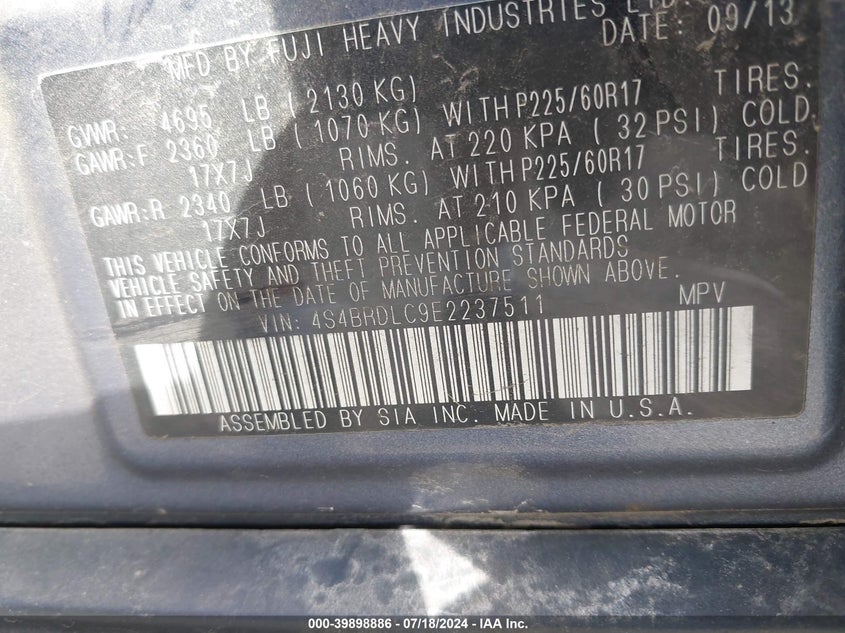 MFD BY FUJI HEAVY INDUSTRIES LTD.
DATE: 09/13
GVWR: 4695 LB ( 2130 KG)
GAWR:F 2360 LB ( 1070 KG) WITH P225/60R17 TIRES.
17X7J RIMS. AT 220 KPA ( 32 PSI) COLD.
GAWR:R 2340 LB ( 1060 KG) WITH P225/60R17 TIRES.
17X7J RIMS. AT 210 KPA ( 30 PSI) COLD
THIS VEHICLE CONFORMS TO ALL APPLICABLE FEDERAL MOTOR
VEHICLE SAFETY AND THEFT PREVENTION STANDARDS
IN EFFECT ON THE DATE OF MANUFACTURE SHOWN ABOVE.
VIN: 4S4BRDLC9E2237511 MPV
ASSEMBLED BY SIA INC. MADE IN U.S.A.
000-39898886 - 07/18/2024 - IAA Inc.